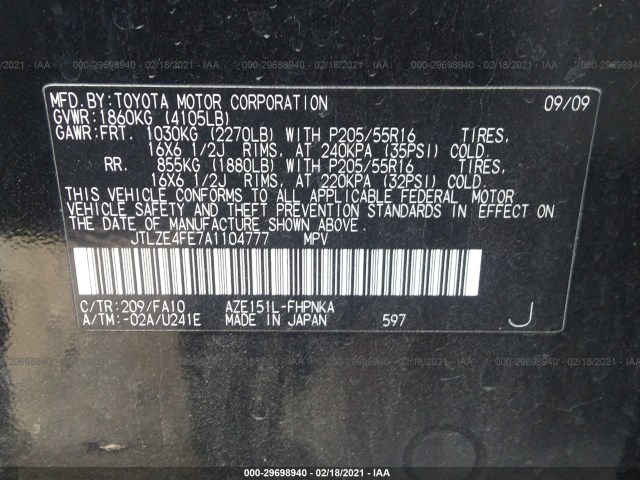 000-29698940 - 02/18/2021 - IAA 000-29698940 - 02/18/2021 - IAA 000-29698940 - 02/18/2021 - IAA
MFD.BY:TOYOTA MOTOR CORPORATION 09/09
GVWR:1860KG (4105LB)
GAWR:FRT. 1030KG (2270LB) WITH P205/55R16 TIRES,
16X6 1/2J RIMS, AT 240KPA (35PSI) COLD.
RR. 855KG (1880LB) WITH P205/55R16 TIRES,
16X6 1/2J RIMS, AT 220KPA (32PSI) COLD.
THIS VEHICLE CONFORMS TO ALL APPLICABLE FEDERAL MOTOR
VEHICLE SAFETY AND THEFT PREVENTION STANDARDS IN EFFECT ON
THE DATE OF MANUFACTURE SHOWN ABOVE.
JTLZE4FE7A1104777 MPV
C/TR:209/FA10 AZE151L-FHPNKA
A/TM:-02A/U241E MADE IN JAPAN 597 J
000-29698940 - 02/18/2021 - IAA